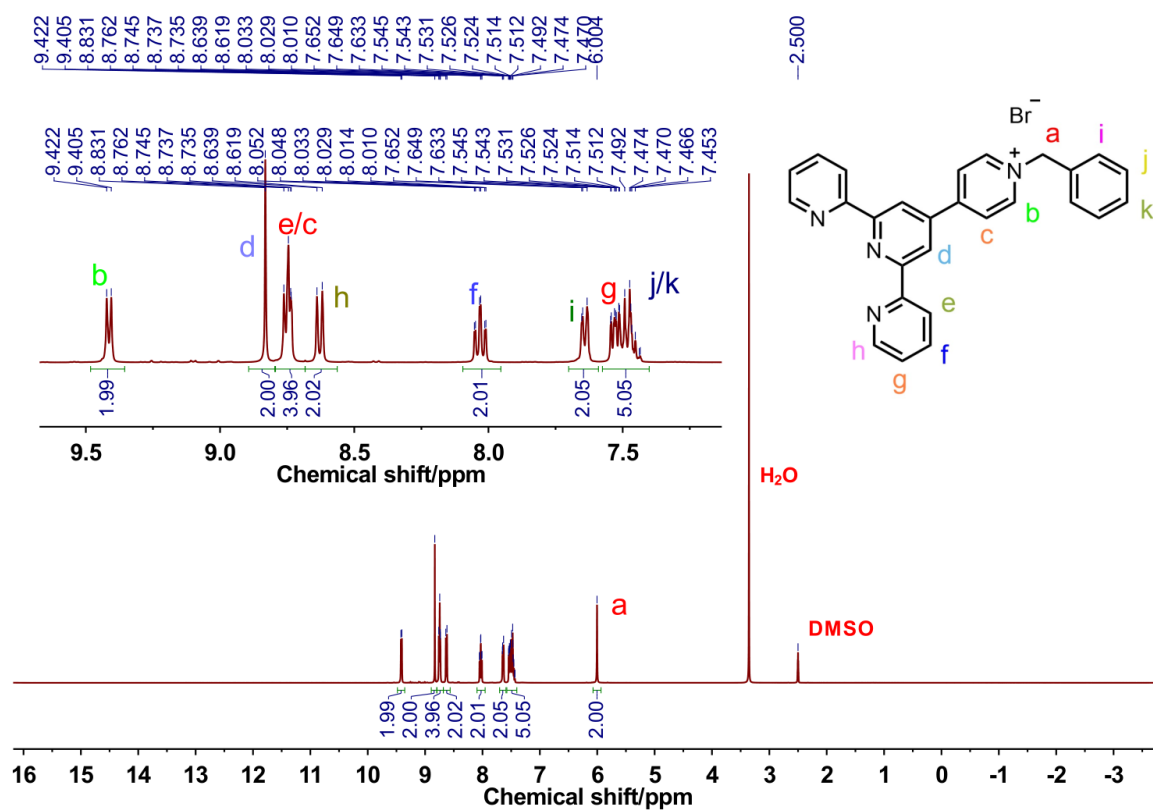 9.422 9.405 8.831 8.762 8.745 8.737 8.735 8.639 8.619 8.033 8.029 8.010 7.652 7.649 7.633 7.545 7.543 7.531 7.526 7.524 7.514 7.512 7.492 7.474 7.470 6.004 2.500
9.422 9.405 8.831 8.762 8.745 8.737 8.735 8.639 8.619 8.052 8.048 8.033 8.029 8.014 8.010 7.652 7.649 7.633 7.545 7.543 7.531 7.526 7.524 7.514 7.512 7.492 7.474 7.470 7.466 7.453
b d e/c h f i g j/k
1.99 2.00 3.96 2.02 2.01 2.05 5.05
9.5 9.0 8.5 8.0 7.5
Chemical shift/ppm
Br−
a i
N+ j
b k
N c
N d
N e
h f
g
H2O
a
DMSO
1.99 2.00 3.96 2.02 2.01 2.05 5.05 2.00
16 15 14 13 12 11 10 9 8 7 6 5 4 3 2 1 0 -1 -2 -3
Chemical shift/ppm